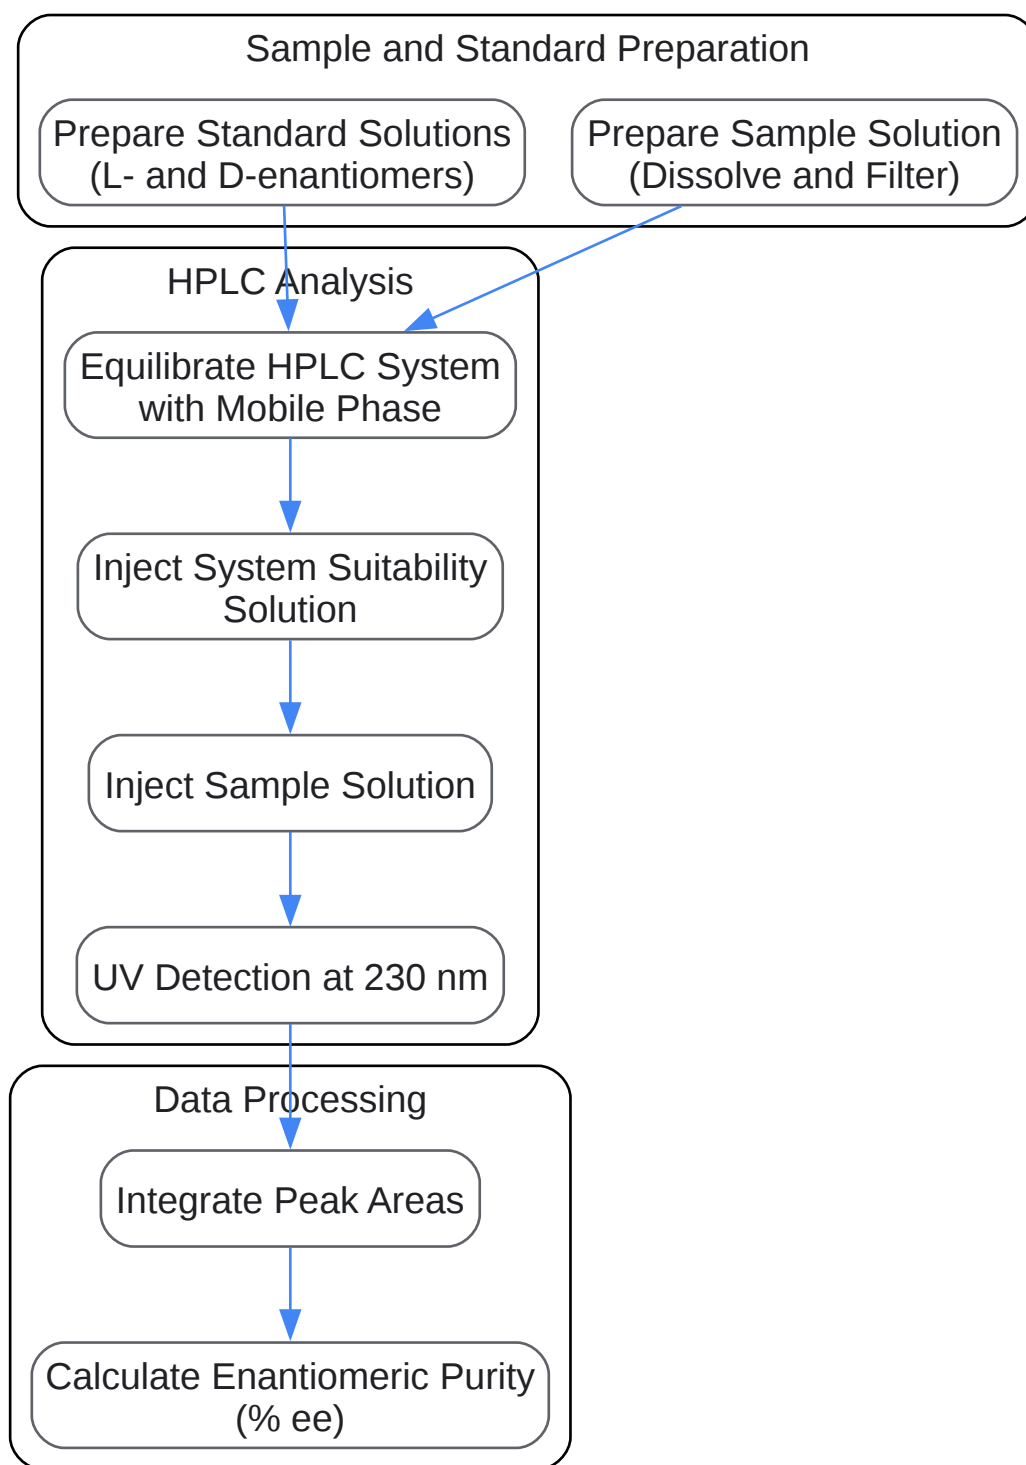 Sample and Standard Preparation
Prepare Standard Solutions
(L- and D-enantiomers)
Prepare Sample Solution
(Dissolve and Filter)
HPLC Analysis
Equilibrate HPLC System
with Mobile Phase
Inject System Suitability
Solution
Inject Sample Solution
UV Detection at 230 nm
Data Processing
Integrate Peak Areas
Calculate Enantiomeric Purity
(% ee)